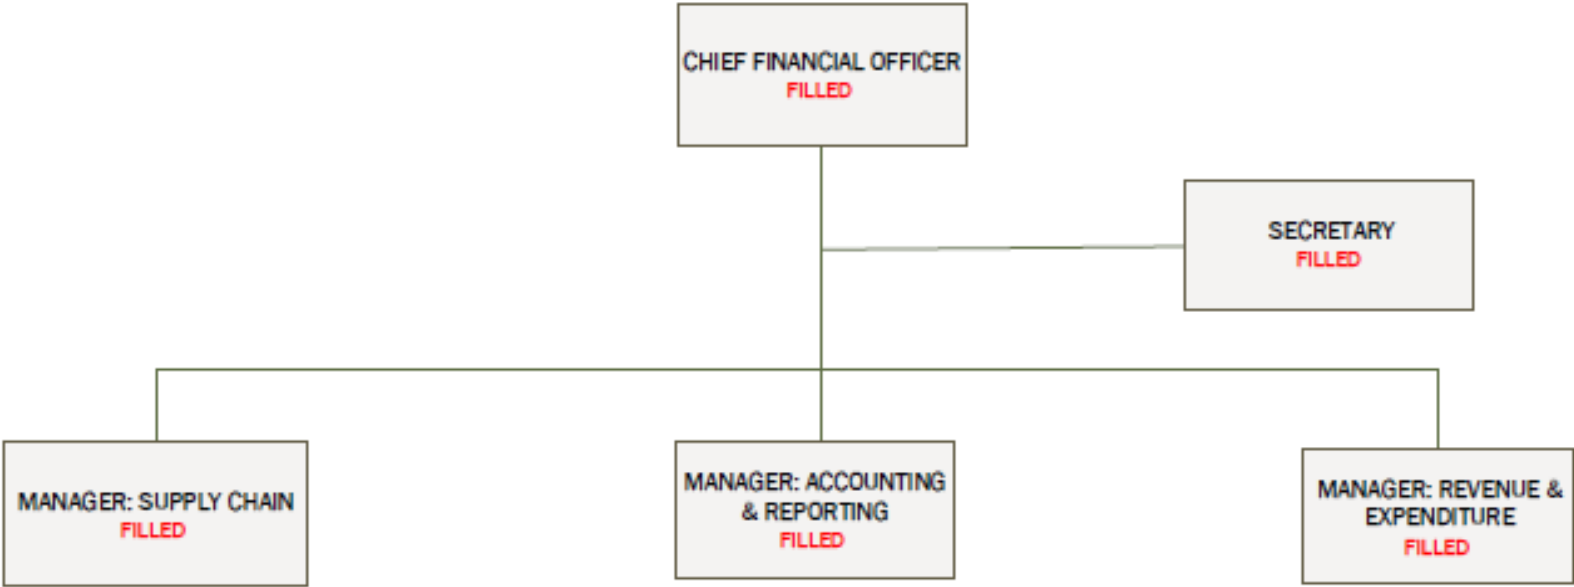 CHIEF FINANCIAL OFFICER
FILLED
SECRETARY
FILLED
MANAGER: SUPPLY CHAIN
FILLED
MANAGER: ACCOUNTING
& REPORTING
FILLED
MANAGER: REVENUE &
EXPENDITURE
FILLED